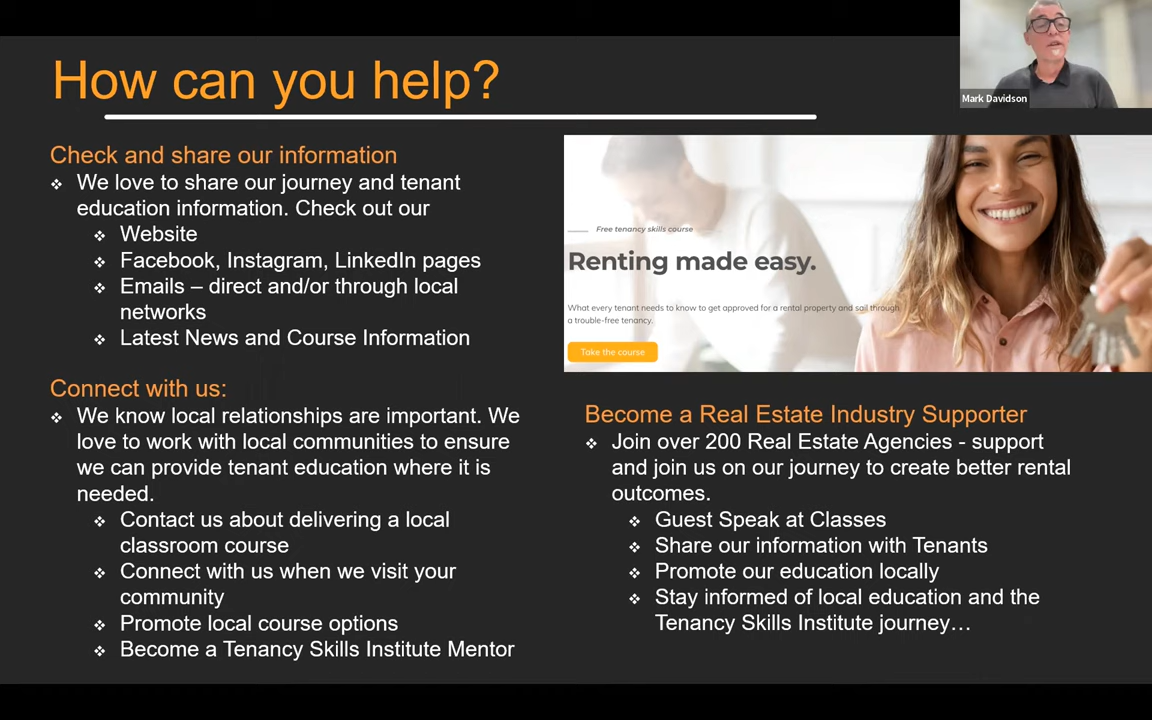 How can you help?
Mark Davidson
Check and share our information
❖ We love to share our journey and tenant
education information. Check out our
❖ Website
❖ Facebook, Instagram, LinkedIn pages
❖ Emails – direct and/or through local
networks
❖ Latest News and Course Information
Connect with us:
❖ We know local relationships are important. We
love to work with local communities to ensure
we can provide tenant education where it is
needed.
❖ Contact us about delivering a local
classroom course
❖ Connect with us when we visit your
community
❖ Promote local course options
❖ Become a Tenancy Skills Institute Mentor
Free tenancy skills course
Renting made easy.
What every tenant needs to know to get approved for a rental property and sail through
a trouble-free tenancy.
Take the course
Become a Real Estate Industry Supporter
❖ Join over 200 Real Estate Agencies - support
and join us on our journey to create better rental
outcomes.
❖ Guest Speak at Classes
❖ Share our information with Tenants
❖ Promote our education locally
❖ Stay informed of local education and the
Tenancy Skills Institute journey…